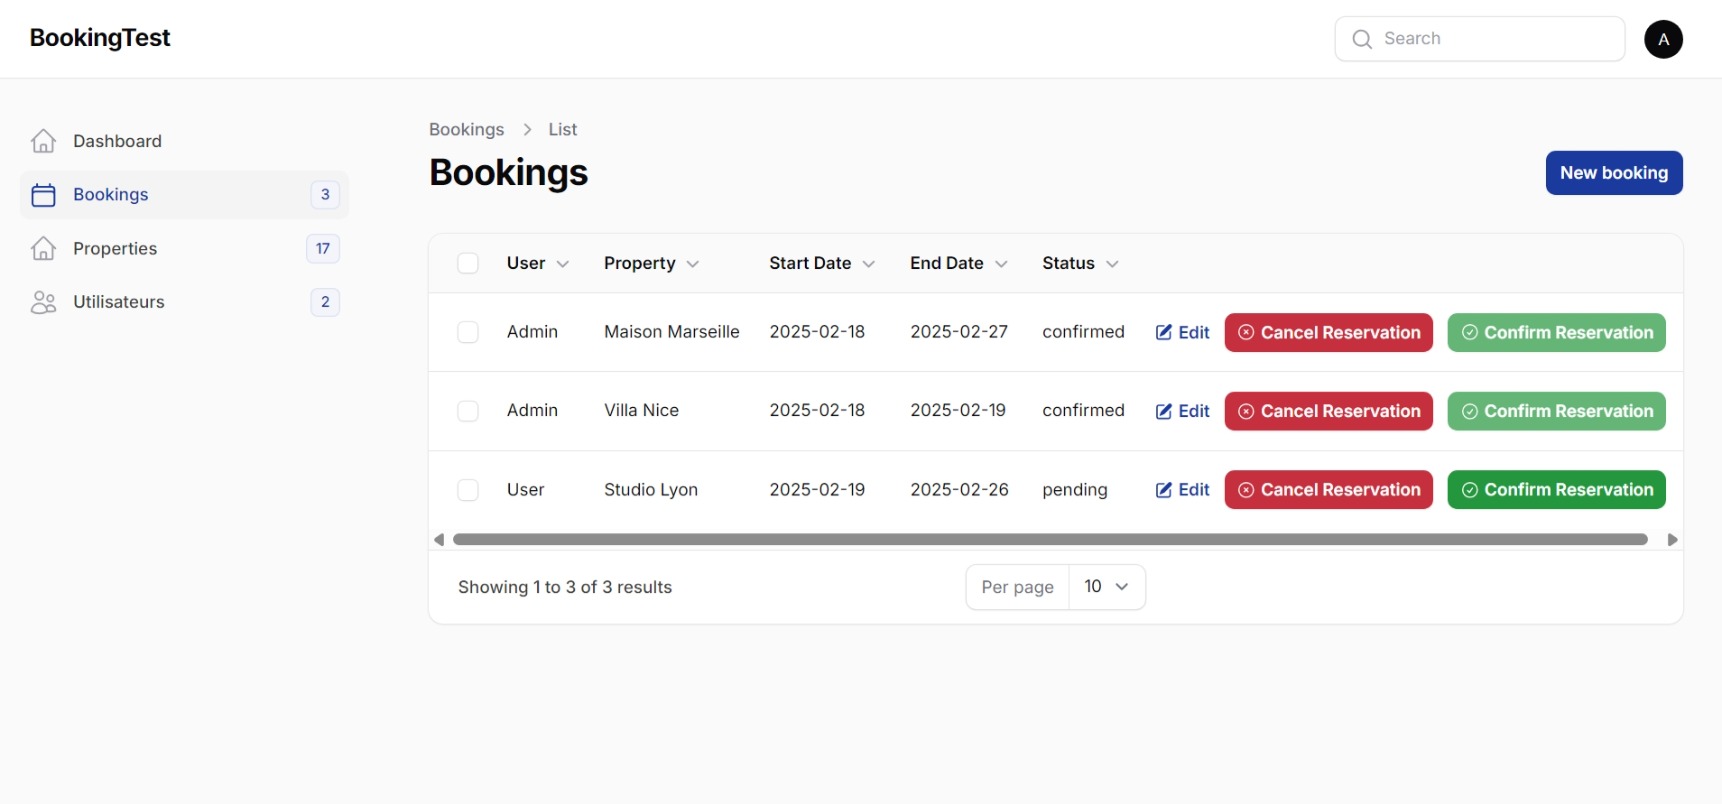 BookingTest
Search
A
Dashboard
Bookings 3
Properties 17
Utilisateurs 2
Bookings > List
Bookings
New booking
User Property Start Date End Date Status
Admin Maison Marseille 2025-02-18 2025-02-27 confirmed Edit Cancel Reservation Confirm Reservation
Admin Villa Nice 2025-02-18 2025-02-19 confirmed Edit Cancel Reservation Confirm Reservation
User Studio Lyon 2025-02-19 2025-02-26 pending Edit Cancel Reservation Confirm Reservation
Showing 1 to 3 of 3 results
Per page 10